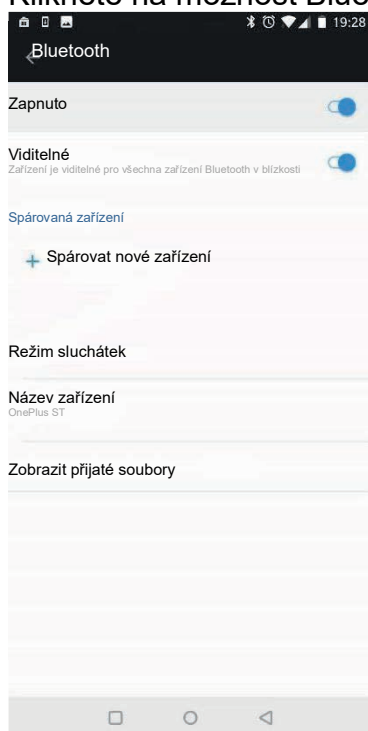 19:28
Bluetooth
Zapnuto
Viditelné
Zařízení je viditelné pro všechna zařízení Bluetooth v blízkosti
Spárovaná zařízení
+ Spárovat nové zařízení
Režim sluchátek
Název zařízení
OnePlus ST
Zobrazit přijaté soubory